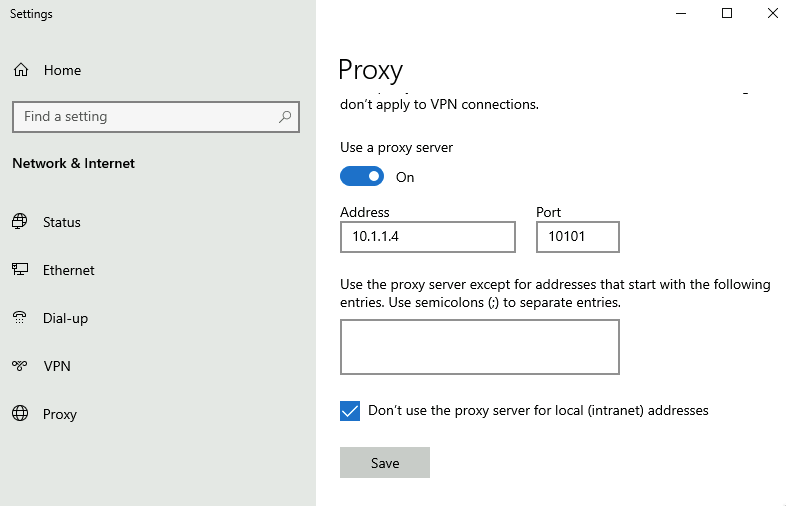 Settings
Home
Find a setting
Network & Internet
Status
Ethernet
Dial-up
VPN
Proxy
Proxy
don't apply to VPN connections.
Use a proxy server
On
Address
Port
10.1.1.4
10101
Use the proxy server except for addresses that start with the following
entries. Use semicolons (;) to separate entries.
Don't use the proxy server for local (intranet) addresses
Save